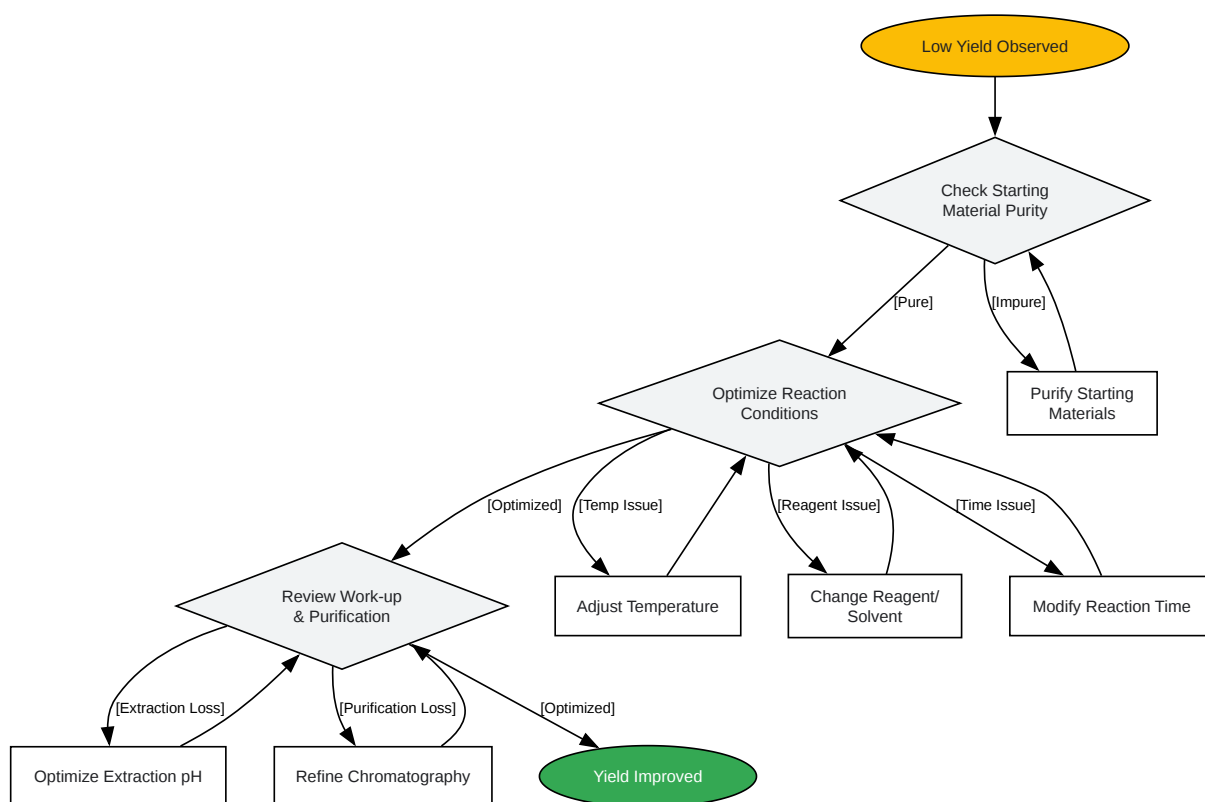 Low Yield Observed
Check Starting
Material Purity
[Pure]
[Impure]
Optimize Reaction
Conditions
Purify Starting
Materials
[Optimized]
[Temp Issue]
[Reagent Issue]
[Time Issue]
Review Work-up
& Purification
Adjust Temperature
Change Reagent/
Solvent
Modify Reaction Time
[Extraction Loss]
[Purification Loss]
[Optimized]
Optimize Extraction pH
Refine Chromatography
Yield Improved